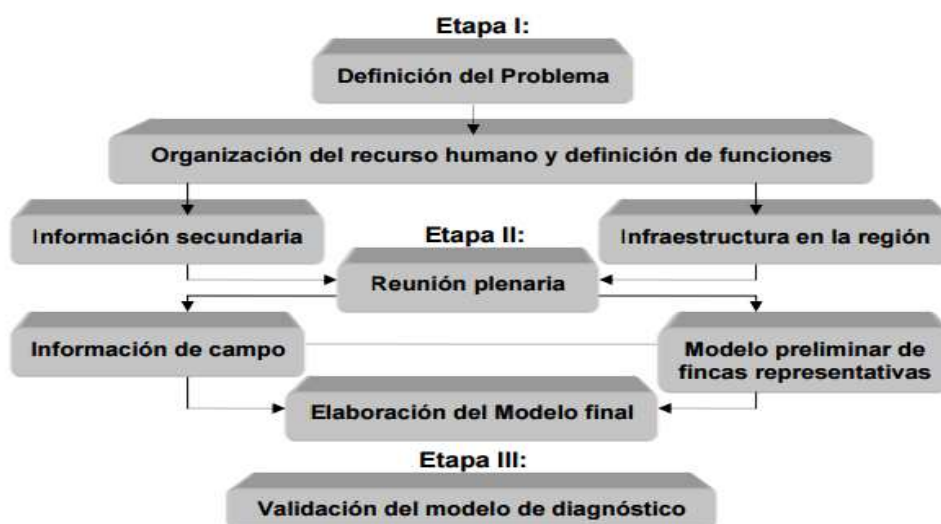 Etapa I:
Definición del Problema
Organización del recurso humano y definición de funciones
Información secundaria
Etapa II:
Infraestructura en la región
Reunión plenaria
Información de campo
Modelo preliminar de
fincas representativas
Elaboración del Modelo final
Etapa III:
Validación del modelo de diagnóstico